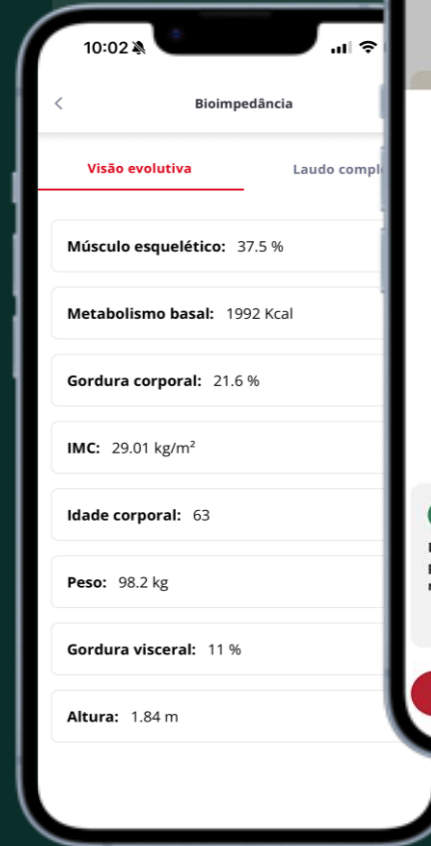 10:02
Bioimpedância
Visão evolutiva
Laudo compl
Músculo esquelético: 37.5 %
Metabolismo basal: 1992 Kcal
Gordura corporal: 21.6 %
IMC: 29.01 kg/m²
Idade corporal: 63
Peso: 98.2 kg
Gordura visceral: 11 %
Altura: 1.84 m